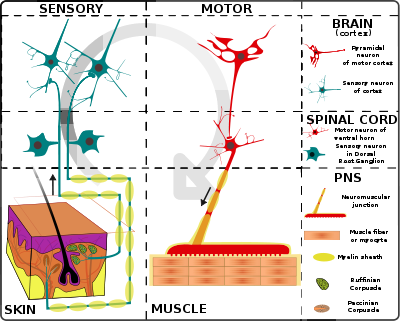 SENSORY
MOTOR
BRAIN
(cortex)
Pyramidal
neuron
of motor cortex
Sensory neuron
of cortex
SPINAL CORD
Motor neuron of
ventral horn
Sensory neuron
in Dorsal
Root Ganglion
PNS
Neuromuscular
junction
Muscle fiber
or myocyte
Myelin sheath
Ruffinian
Corpuscle
Paccinian
Corpuscle
SKIN
MUSCLE